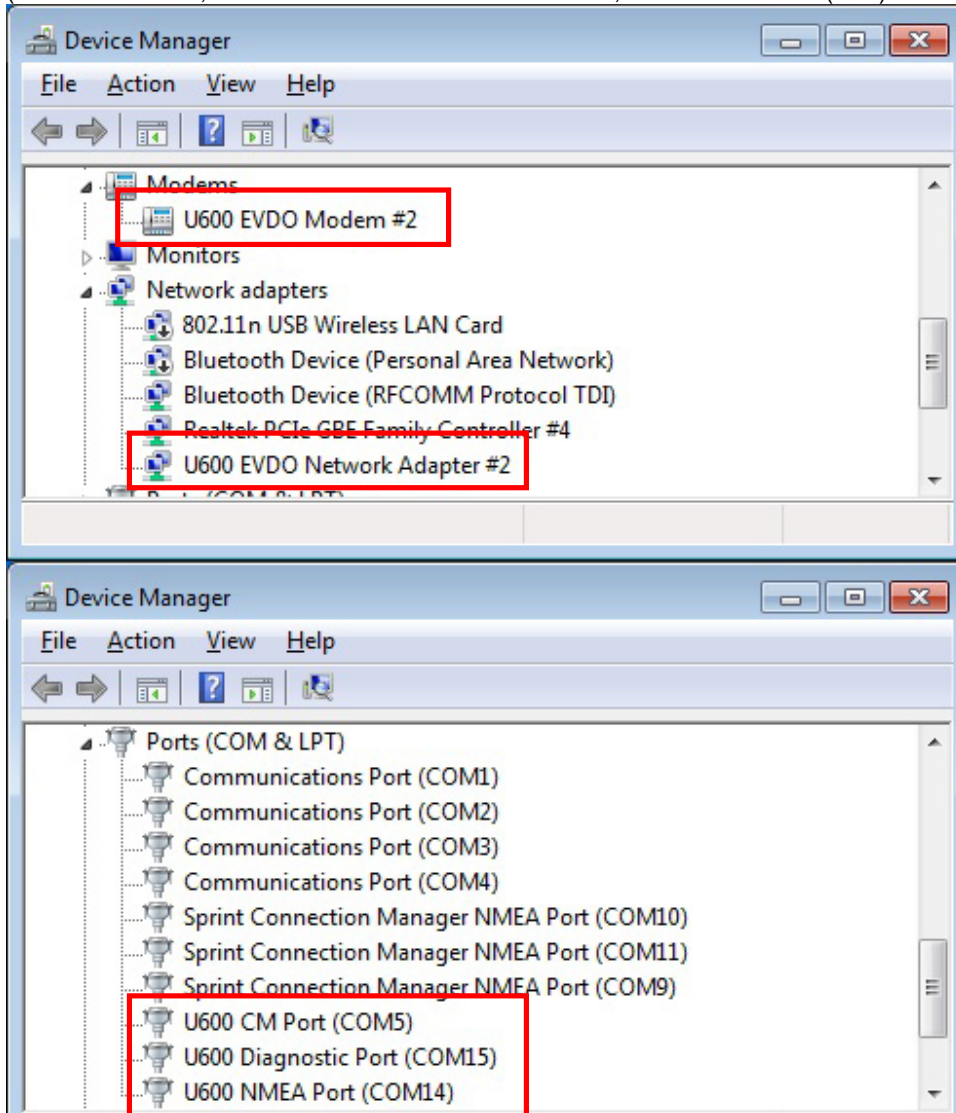 Device Manager
File Action View Help
Modems
U600 EVDO Modem #2
Monitors
Network adapters
802.11n USB Wireless LAN Card
Bluetooth Device (Personal Area Network)
Bluetooth Device (RFCOMM Protocol TDI)
Realtek PCIe GBE Family Controller #4
U600 EVDO Network Adapter #2
Ports (COM & LPT)
Device Manager
File Action View Help
Ports (COM & LPT)
Communications Port (COM1)
Communications Port (COM2)
Communications Port (COM3)
Communications Port (COM4)
Sprint Connection Manager NMEA Port (COM10)
Sprint Connection Manager NMEA Port (COM11)
Sprint Connection Manager NMEA Port (COM9)
U600 CM Port (COM5)
U600 Diagnostic Port (COM15)
U600 NMEA Port (COM14)